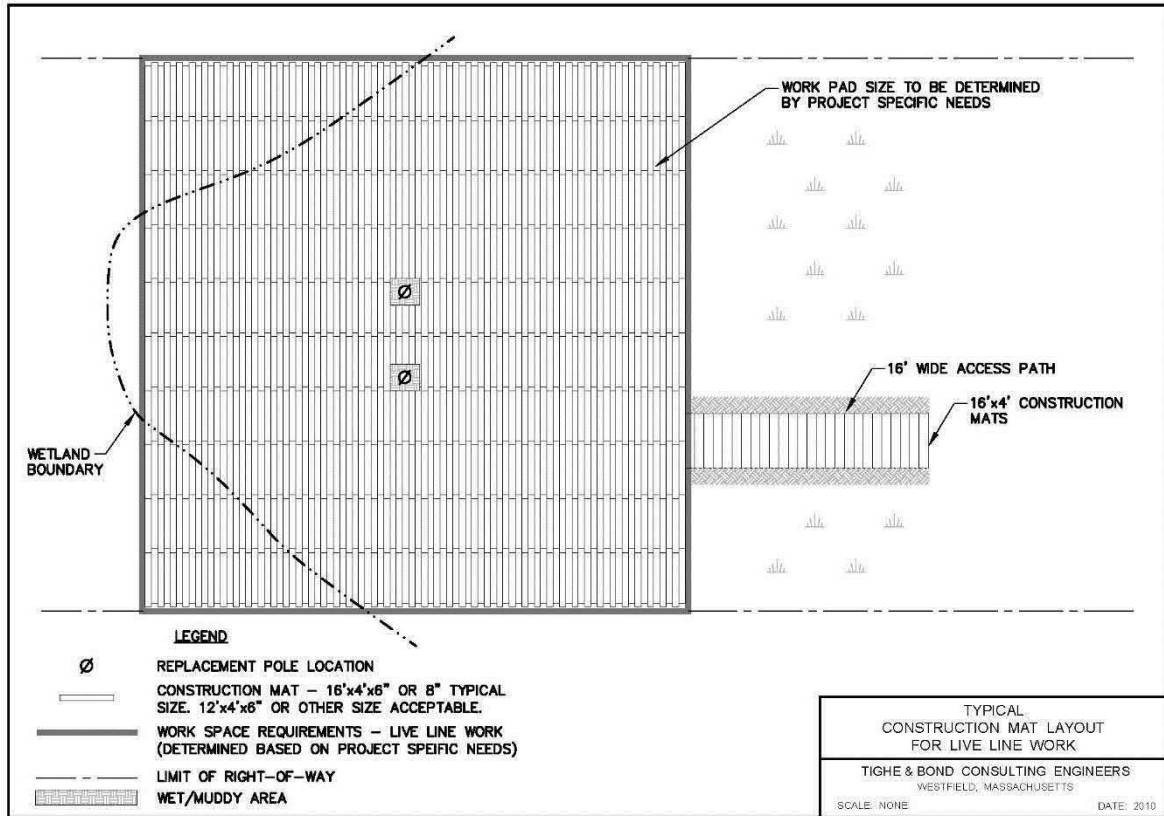 WORK PAD SIZE TO BE DETERMINED
BY PROJECT SPECIFIC NEEDS
16' WIDE ACCESS PATH
16'x4' CONSTRUCTION
MATS
WETLAND
BOUNDARY
LEGEND
Ø REPLACEMENT POLE LOCATION
CONSTRUCTION MAT – 16'x4'x6" OR 8" TYPICAL
SIZE. 12'x4'x6" OR OTHER SIZE ACCEPTABLE.
WORK SPACE REQUIREMENTS – LIVE LINE WORK
(DETERMINED BASED ON PROJECT SPEIFIC NEEDS)
LIMIT OF RIGHT–OF–WAY
WET/MUDDY AREA
TYPICAL
CONSTRUCTION MAT LAYOUT
FOR LIVE LINE WORK
TIGHE & BOND CONSULTING ENGINEERS
WESTFIELD, MASSACHUSETTS
SCALE: NONE DATE: 2010